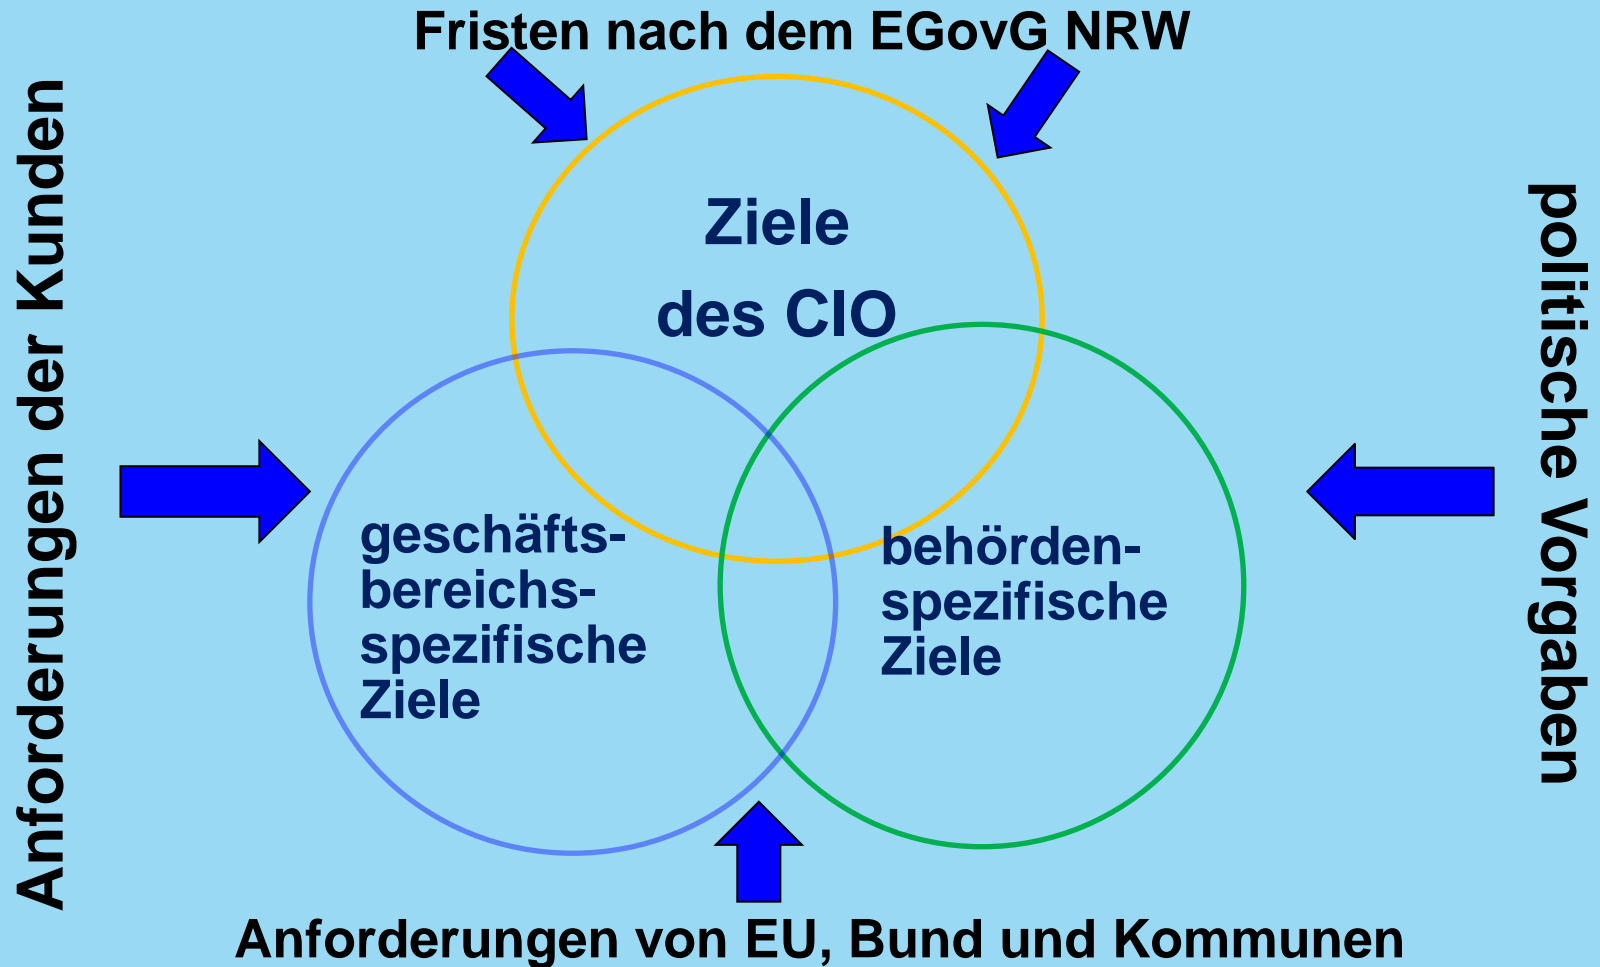 Fristen nach dem EGovG NRW
Anforderungen der Kunden
Ziele
des CIO
politische Vorgaben
geschäfts-
bereichs-
spezifische
Ziele
behörden-
spezifische
Ziele
Anforderungen von EU, Bund und Kommunen